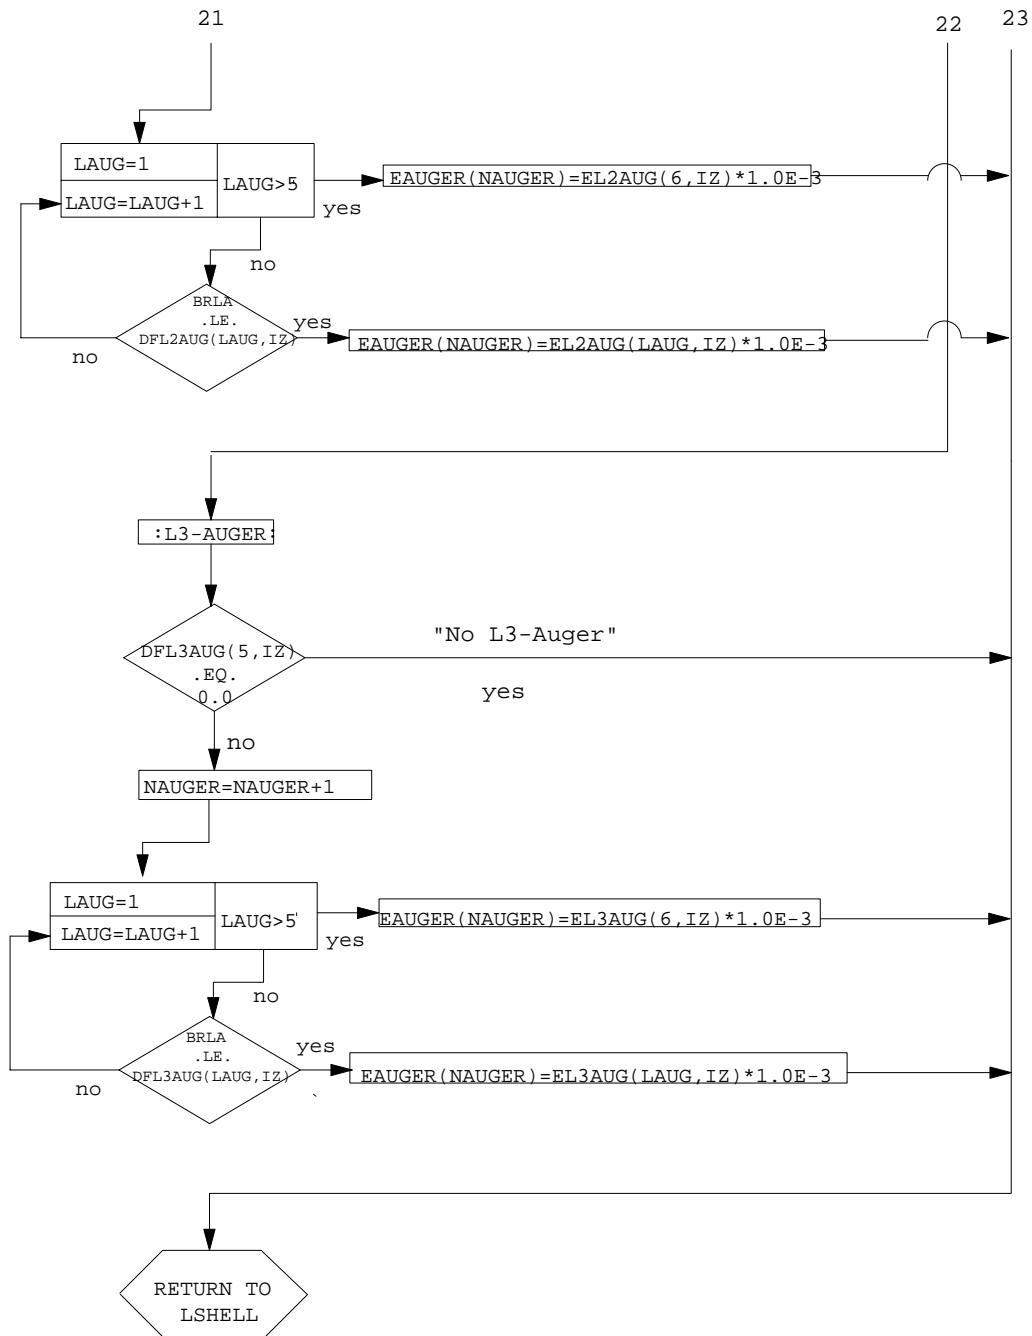 21
22
23
LAUG=1
LAUG=LAUG+1
LAUG>5
yes
EAUGER(NAUGER)=EL2AUG(6,IZ)*1.0E-3
no
BRLA
.LE.
DFL2AUG(LAUG,IZ)
yes
no
EAUGER(NAUGER)=EL2AUG(LAUG,IZ)*1.0E-3
:L3-AUGER:
DFL3AUG(5,IZ)
.EQ.
0.0
"No L3-Auger"
yes
no
NAUGER=NAUGER+1
LAUG=1
LAUG=LAUG+1
LAUG>5
yes
EAUGER(NAUGER)=EL3AUG(6,IZ)*1.0E-3
no
BRLA
.LE.
DFL3AUG(LAUG,IZ)
yes
no
EAUGER(NAUGER)=EL3AUG(LAUG,IZ)*1.0E-3
RETURN TO
LSHELL